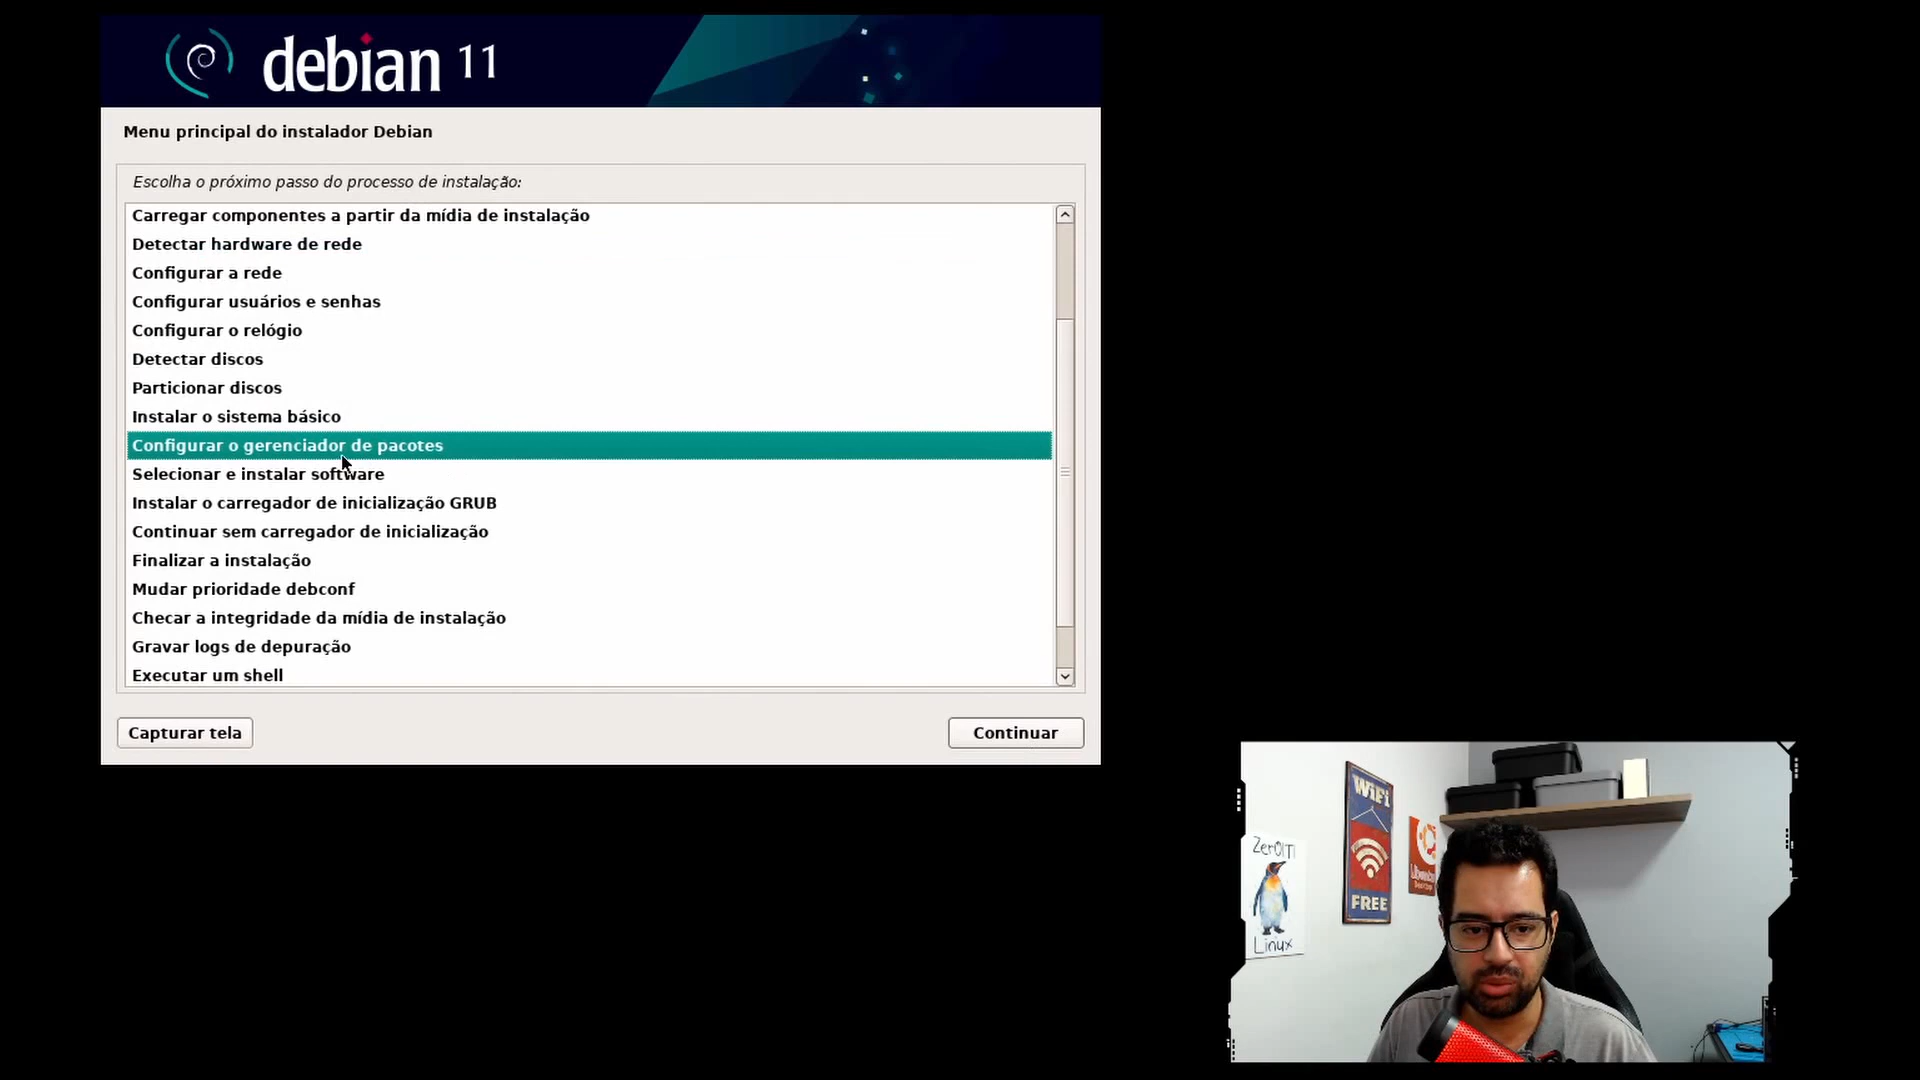 debian 11
Menu principal do instalador Debian
Escolha o próximo passo do processo de instalação:
Carregar componentes a partir da mídia de instalação
Detectar hardware de rede
Configurar a rede
Configurar usuários e senhas
Configurar o relógio
Detectar discos
Particionar discos
Instalar o sistema básico
Configurar o gerenciador de pacotes
Selecionar e instalar software
Instalar o carregador de inicialização GRUB
Continuar sem carregador de inicialização
Finalizar a instalação
Mudar prioridade debconf
Checar a integridade da mídia de instalação
Gravar logs de depuração
Executar um shell
Capturar tela
Continuar
WiFi
FREE
Linux